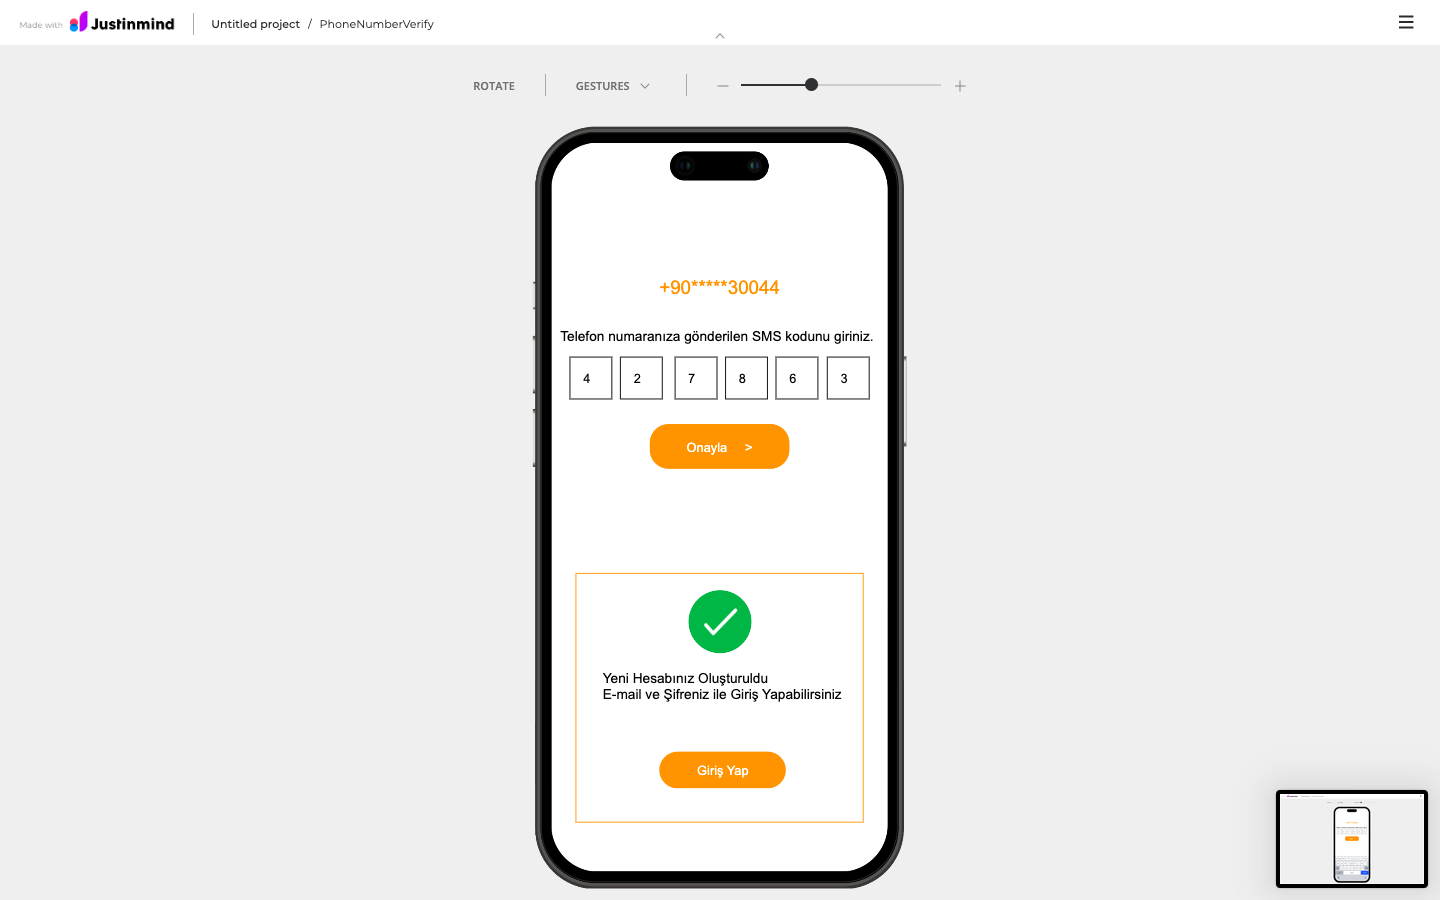 Made with Justinmind Untitled project / PhoneNumberVerify
ROTATE GESTURES
+90*****30044
Telefon numaranıza gönderilen SMS kodunu giriniz.
4 2 7 8 6 3
Onayla >
Yeni Hesabınız Oluşturuldu
E-mail ve Şifreniz ile Giriş Yapabilirsiniz
Giriş Yap